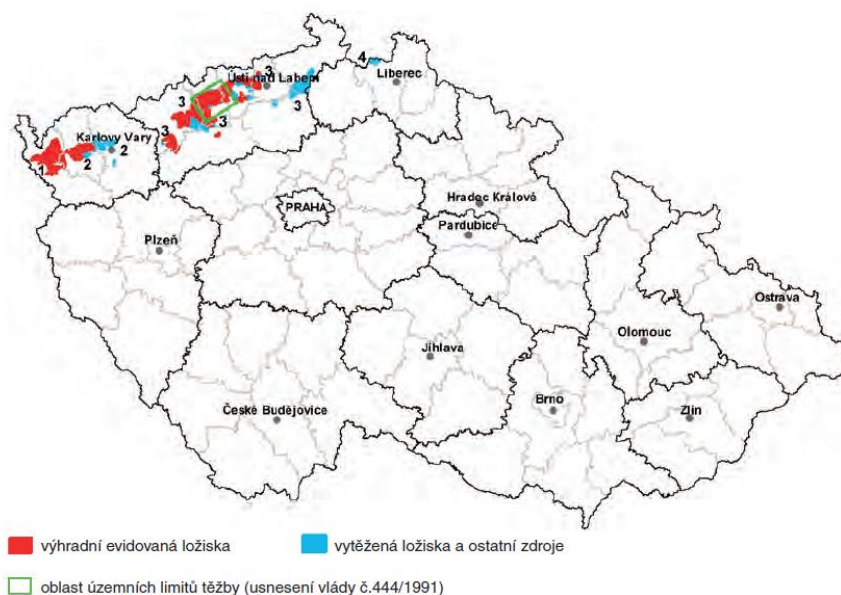 4
3
Ústí nad Labem
Liberec
3
3
3
3
Karlovy Vary
2
1
2
Hradec Králové
PRAHA
Pardubice
Plzeň
Ostrava
Olomouc
Jihlava
Brno
Zlín
České Budějovice
výhradní evidovaná ložiska
vytěžená ložiska a ostatní zdroje
oblast územních limitů těžby (usnesení vlády č.444/1991)